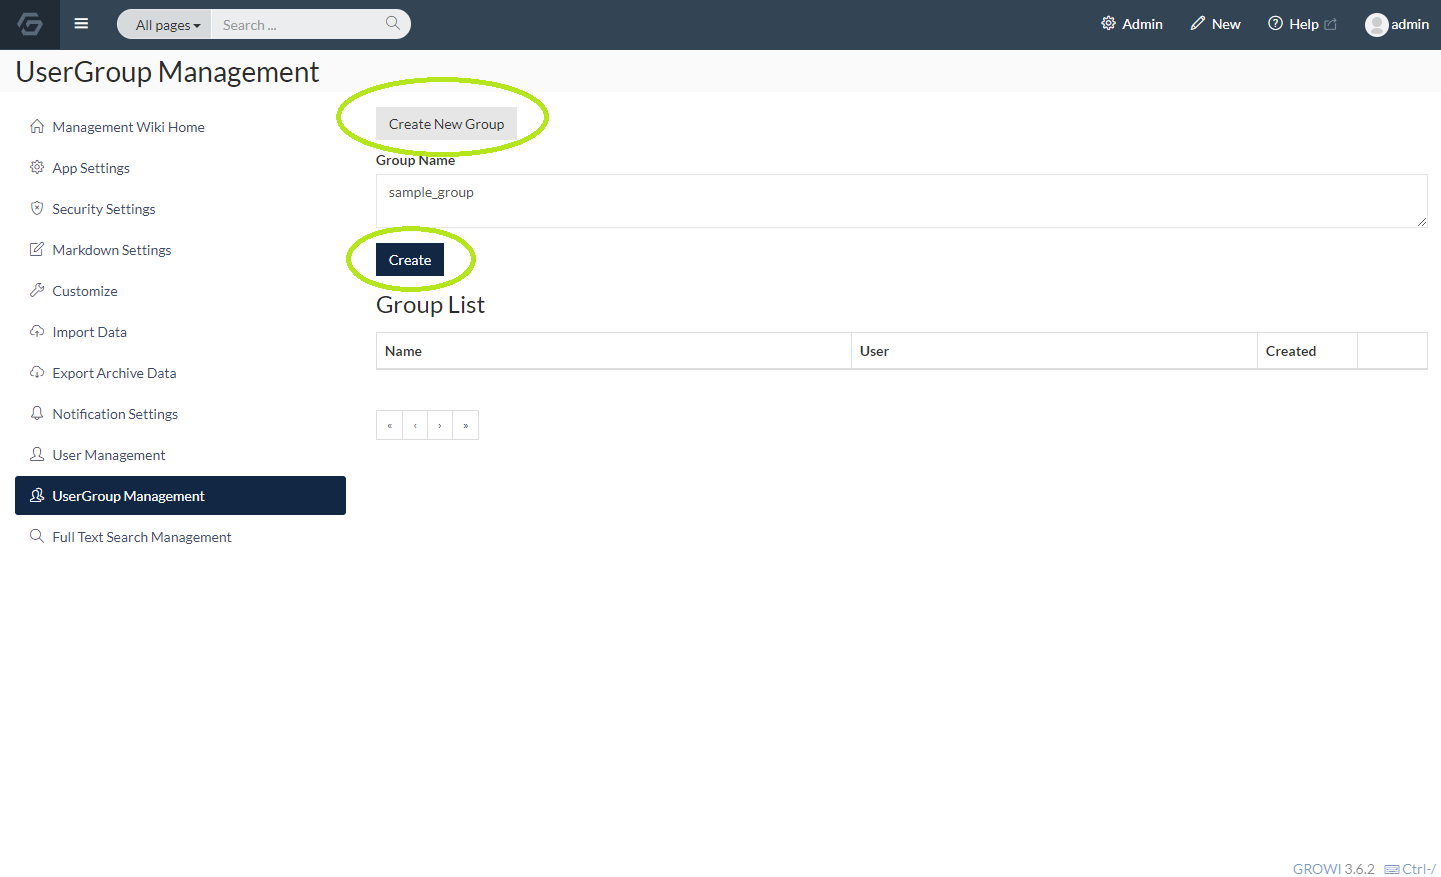 All pages Search ... Admin New Help admin
UserGroup Management
Management Wiki Home
App Settings
Security Settings
Markdown Settings
Customize
Import Data
Export Archive Data
Notification Settings
User Management
UserGroup Management
Full Text Search Management
Create New Group
Group Name
sample_group
Create
Group List
Name User Created
« ‹ › »
GROWI 3.6.2 Ctrl-/